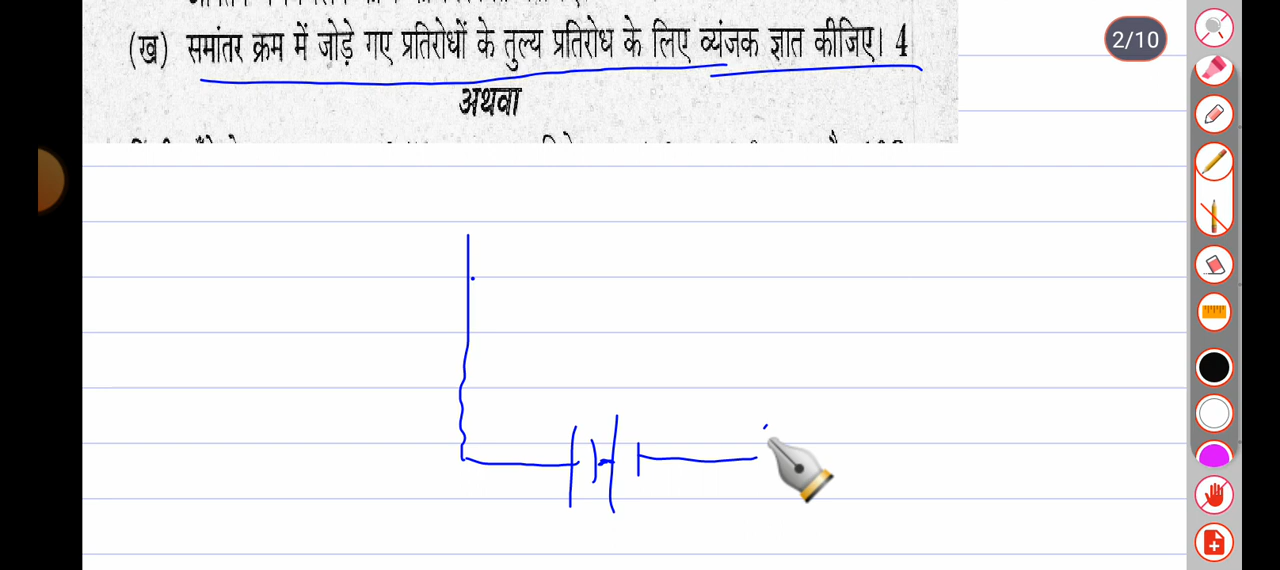 (ख) समांतर क्रम में जोड़े गए प्रतिरोधों के तुल्य प्रतिरोध के लिए व्यंजक ज्ञात कीजिए। 4
अथवा
2/10